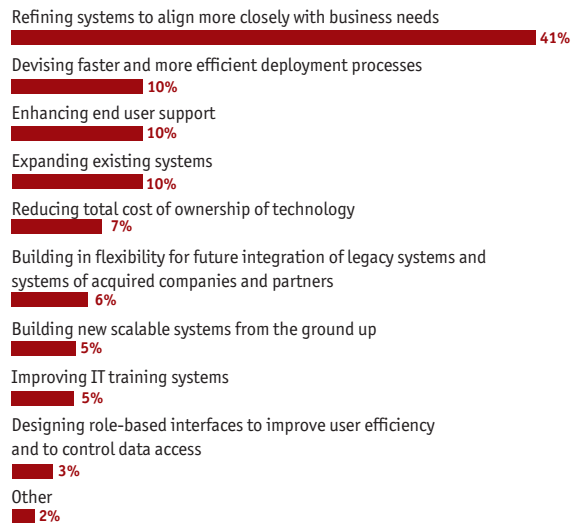 Refining systems to align more closely with business needs
41%
Devising faster and more efficient deployment processes
10%
Enhancing end user support
10%
Expanding existing systems
10%
Reducing total cost of ownership of technology
7%
Building in flexibility for future integration of legacy systems and
systems of acquired companies and partners
6%
Building new scalable systems from the ground up
5%
Improving IT training systems
5%
Designing role-based interfaces to improve user efficiency
and to control data access
3%
Other
2%